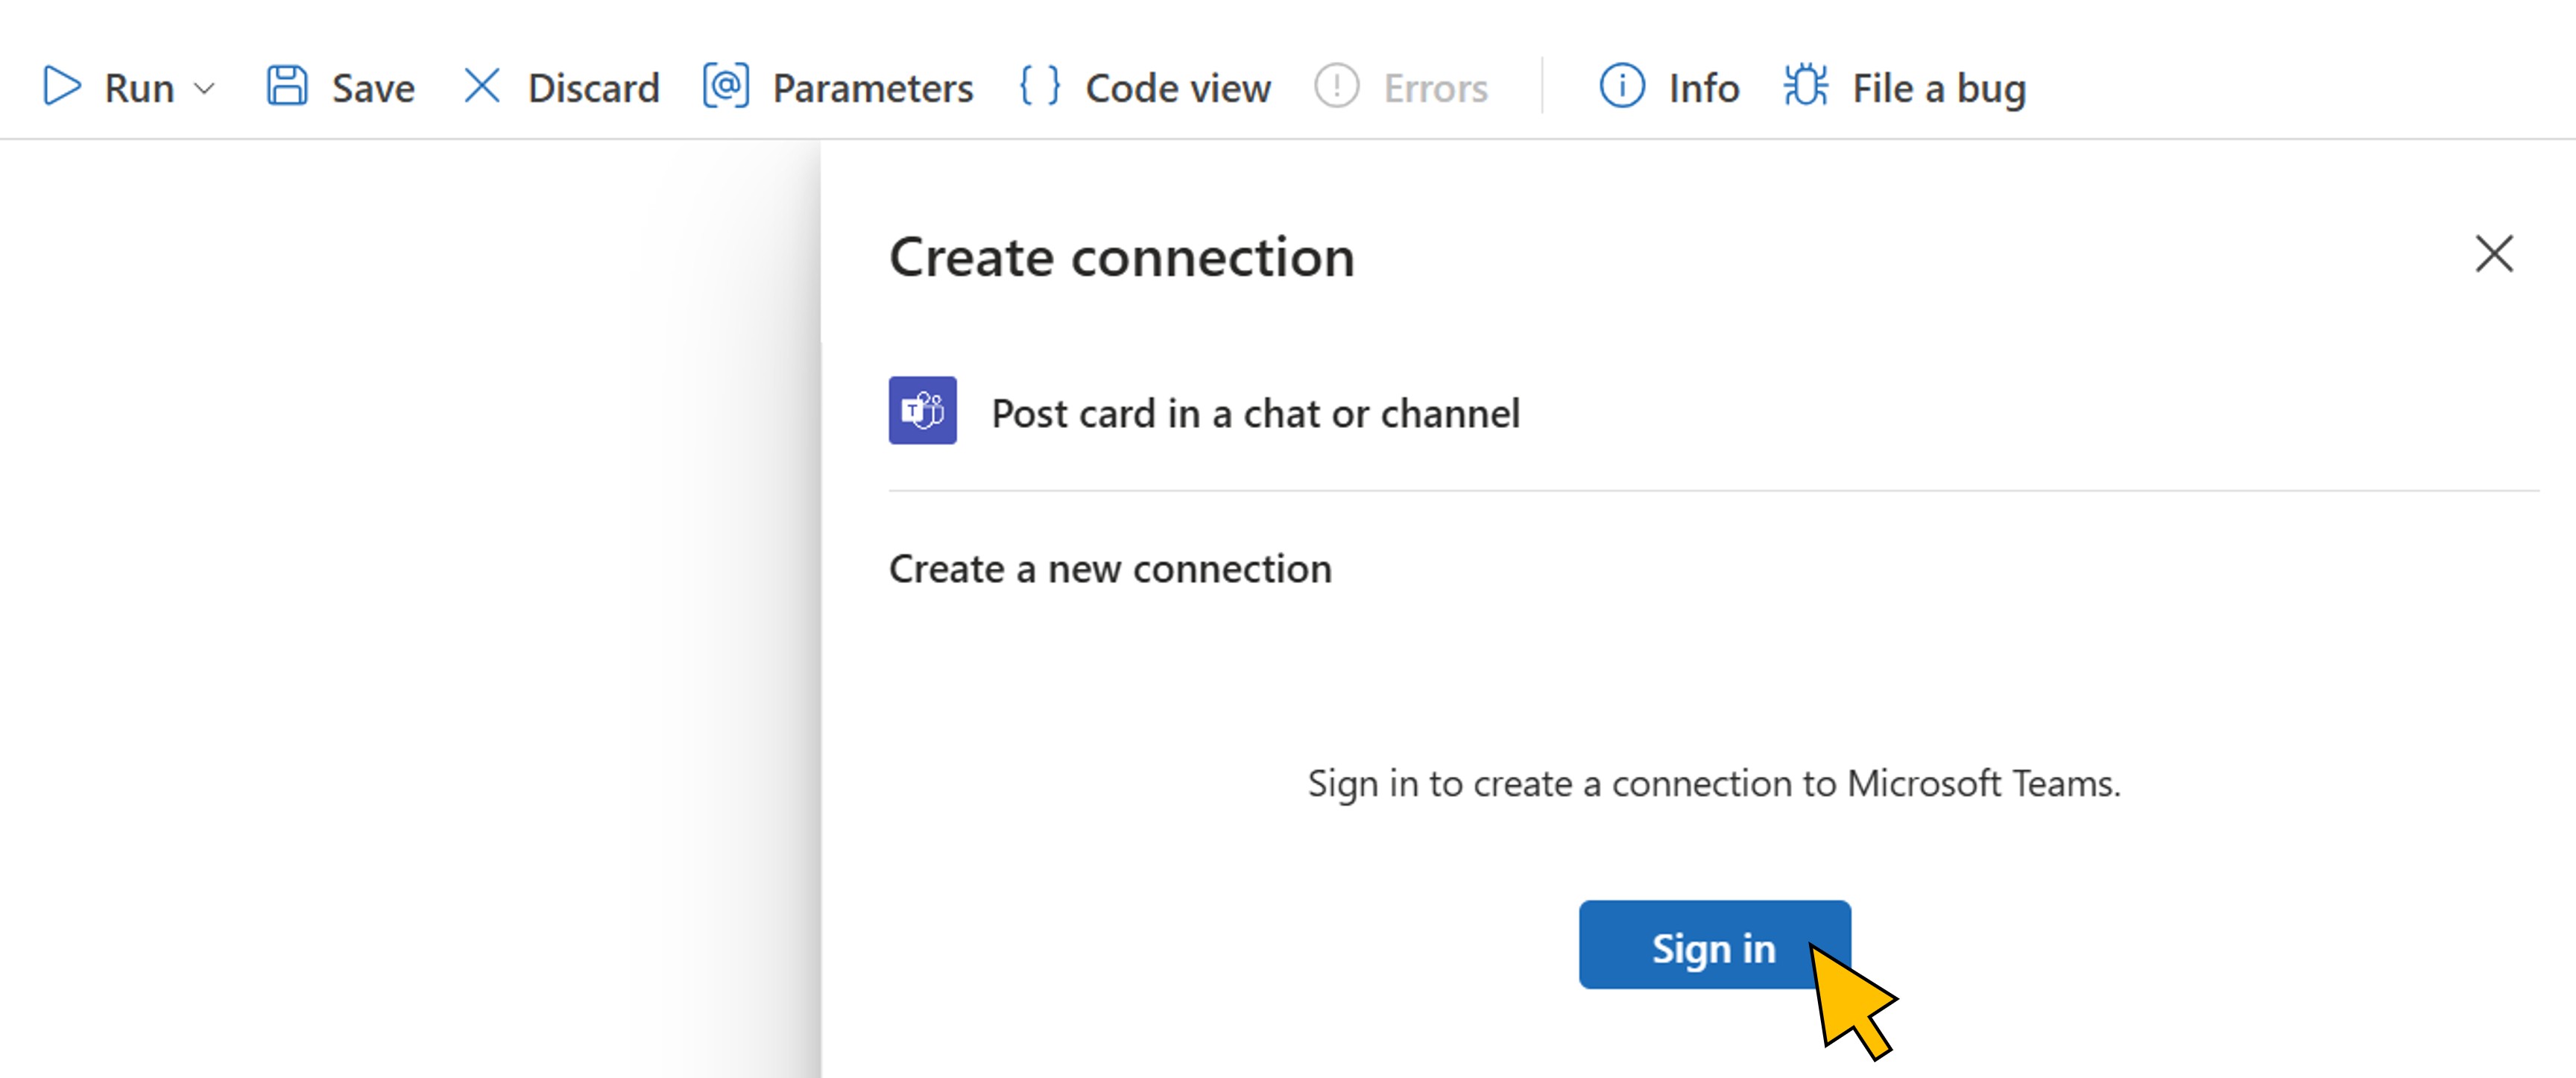 Run Save Discard Parameters Code view Errors Info File a bug
Create connection
T Post card in a chat or channel
Create a new connection
Sign in to create a connection to Microsoft Teams.
Sign in